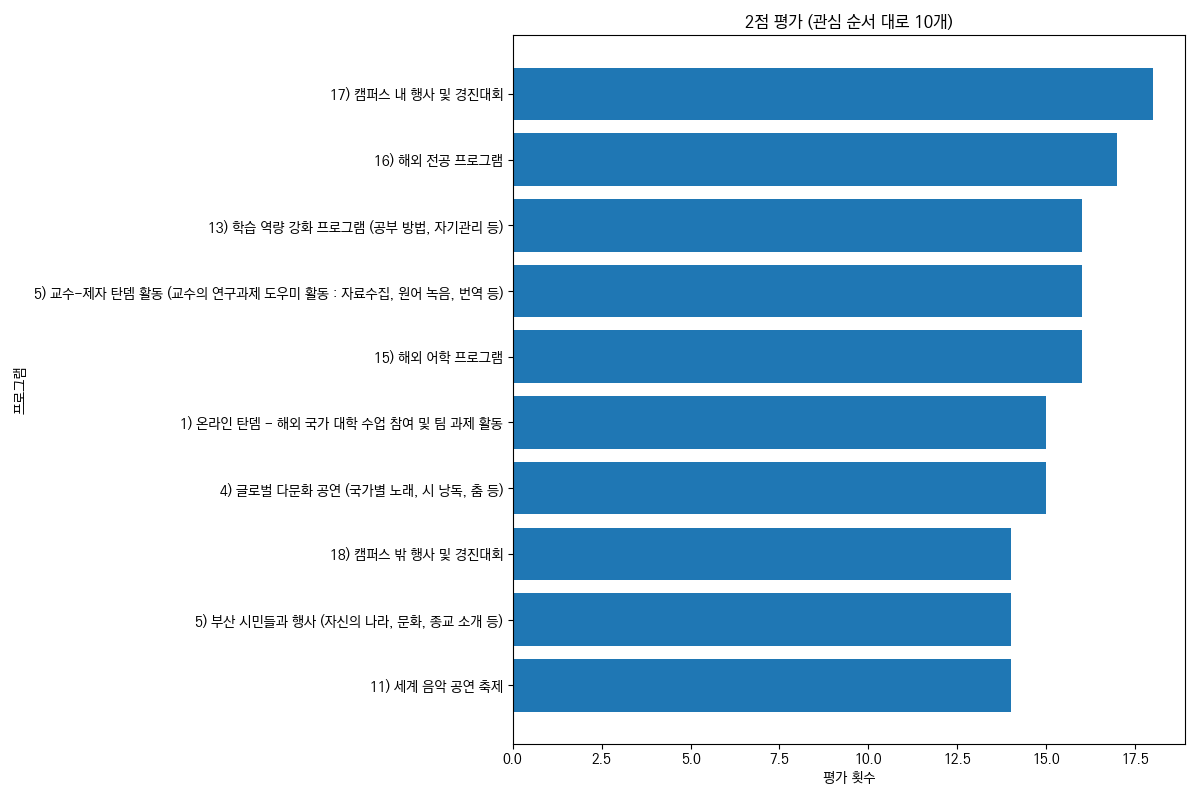 2점 평가 (관심 순서 대로 10개)
17) 캠퍼스 내 행사 및 경진대회
16) 해외 전공 프로그램
13) 학습 역량 강화 프로그램 (공부 방법, 자기관리 등)
5) 교수-제자 탄뎀 활동 (교수의 연구과제 도우미 활동 : 자료수집, 원어 녹음, 번역 등)
15) 해외 어학 프로그램
1) 온라인 탄뎀 - 해외 국가 대학 수업 참여 및 팀 과제 활동
4) 글로벌 다문화 공연 (국가별 노래, 시 낭독, 춤 등)
18) 캠퍼스 밖 행사 및 경진대회
5) 부산 시민들과 행사 (자신의 나라, 문화, 종교 소개 등)
11) 세계 음악 공연 축제
프로그램
0.0 2.5 5.0 7.5 10.0 12.5 15.0 17.5
평가 횟수